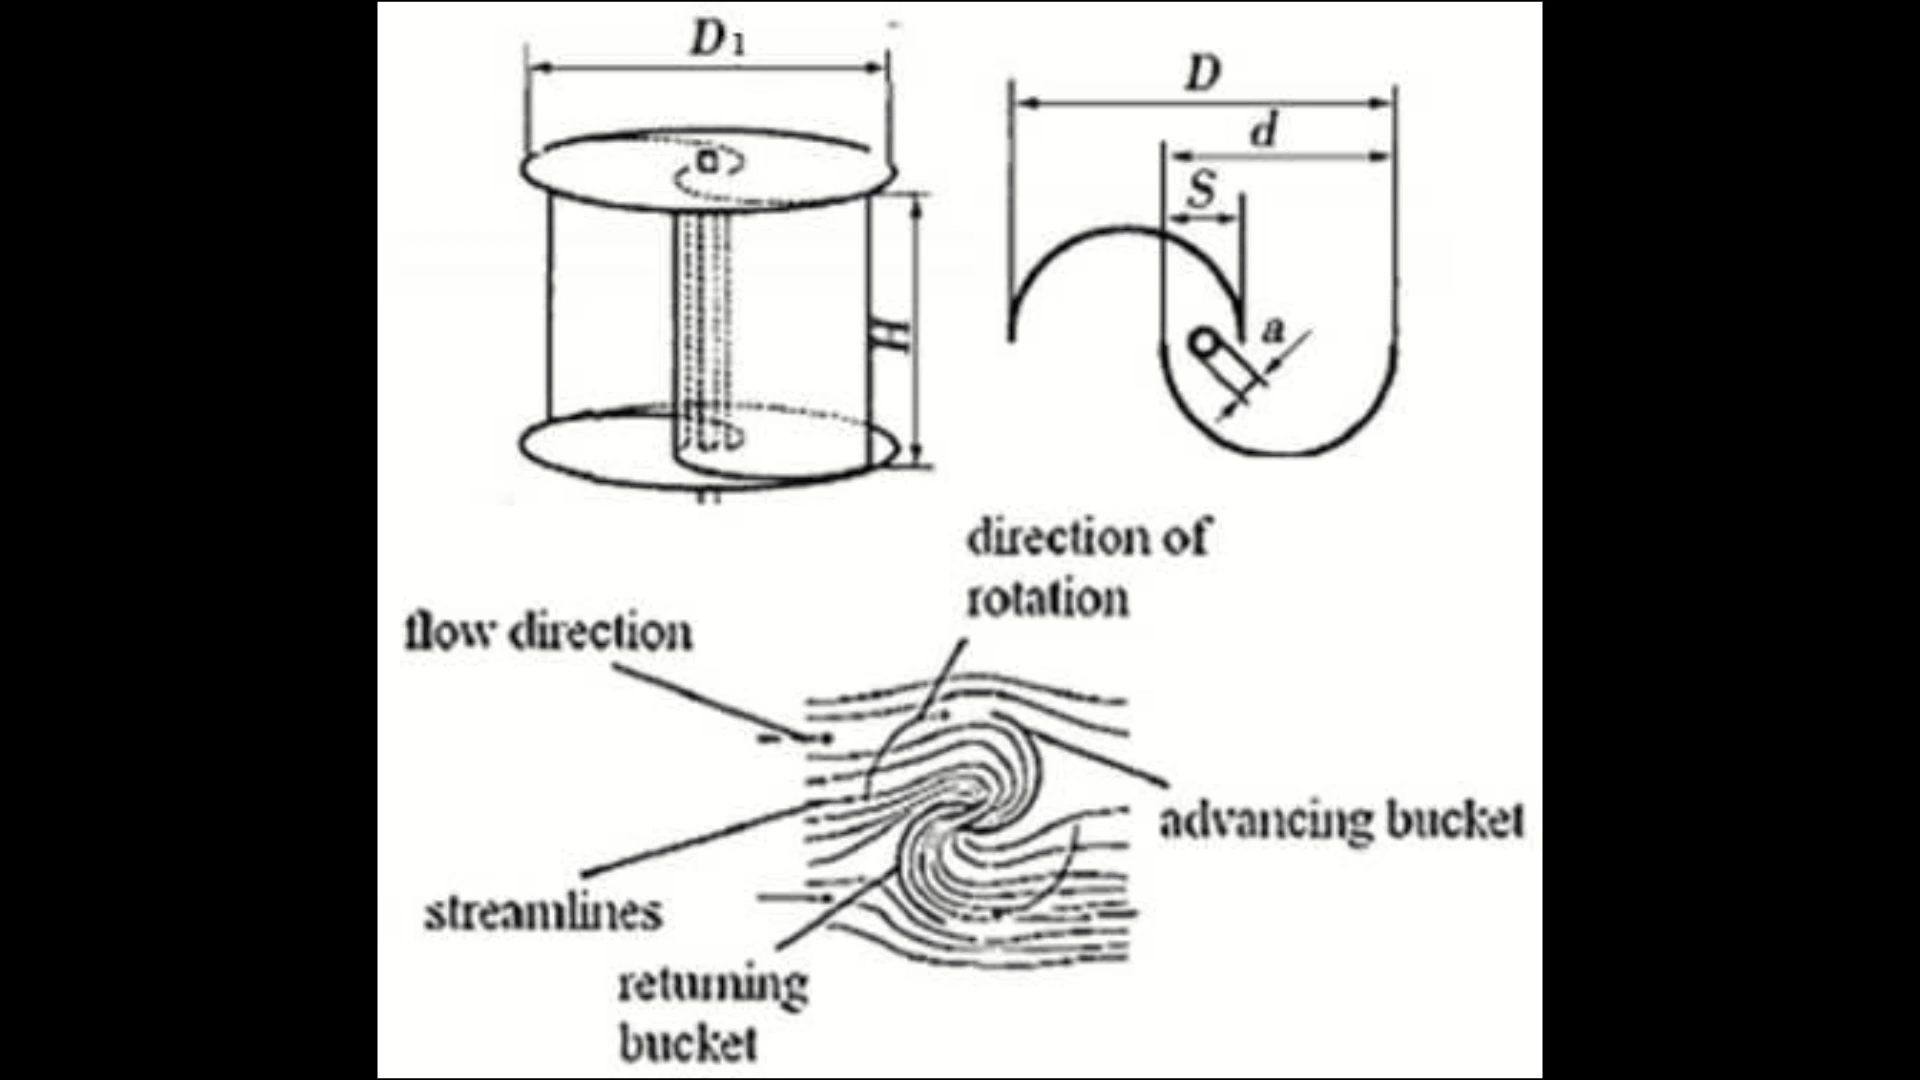 D1
D
d
S
a
H
direction of
rotation
flow direction
advancing bucket
streamlines
returning
bucket